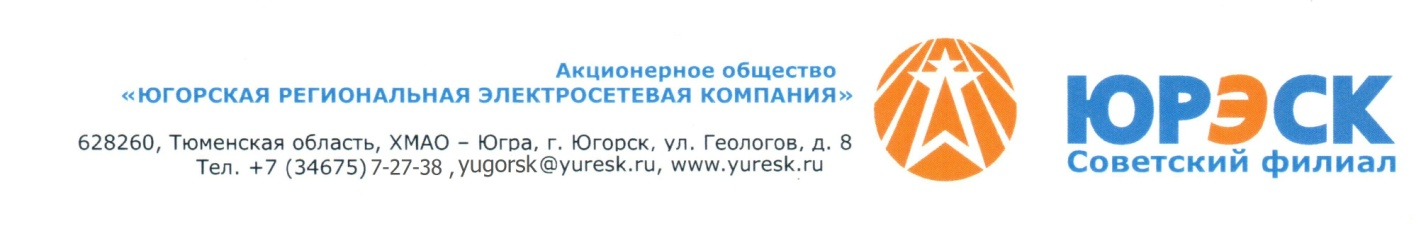 Акционерное общество
«ЮГОРСКАЯ РЕГИОНАЛЬНАЯ ЭЛЕКТРОСЕТЕВАЯ КОМПАНИЯ»
628260, Тюменская область, ХМАО – Югра, г. Югорск, ул. Геологов, д. 8
Тел. +7 (34675) 7-27-38 , yugorsk@yuresk.ru, www.yuresk.ru
ЮРЭСК
Советский филиал